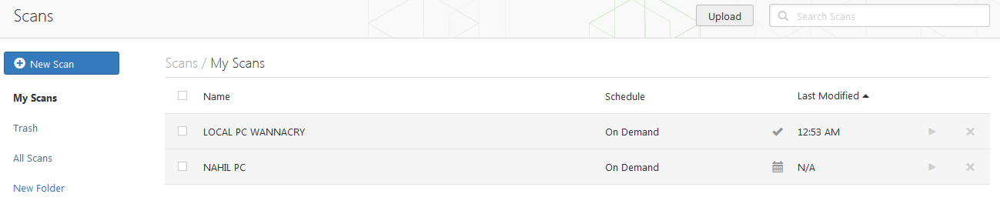 Scans
Upload
Search Scans
New Scan
Scans / My Scans
My Scans
Name Schedule Last Modified
Trash
LOCAL PC WANNACRY On Demand 12:53 AM
All Scans
NAHIL PC On Demand N/A
New Folder